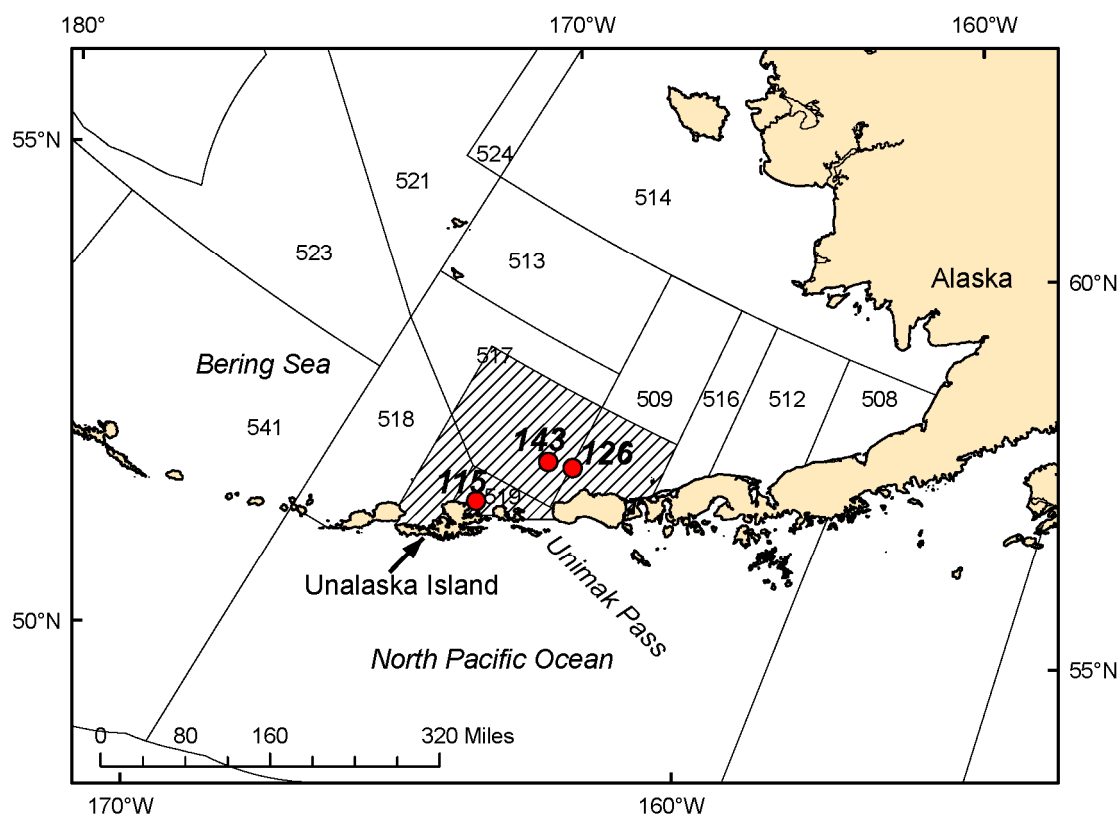 180°
170°W
160°W
55°N
524
521
514
523
513
Alaska
60°N
517
Bering Sea
509
516
512
508
518
541
143
126
115
519
Unimak Pass
Unalaska Island
50°N
North Pacific Ocean
55°N
0 80 160 320 Miles
170°W
160°W